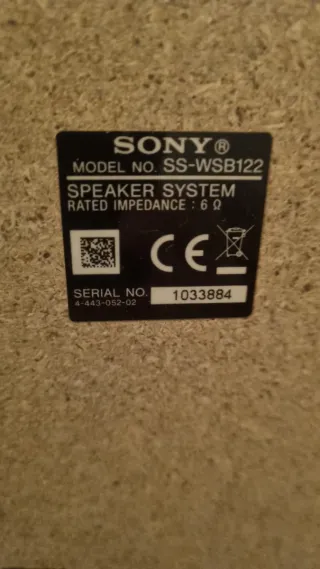 SONY®
MODEL NO. SS-WSB122
SPEAKER SYSTEM
RATED IMPEDANCE : 6 Ω
CE
SERIAL NO. 1033884
4-443-052-02